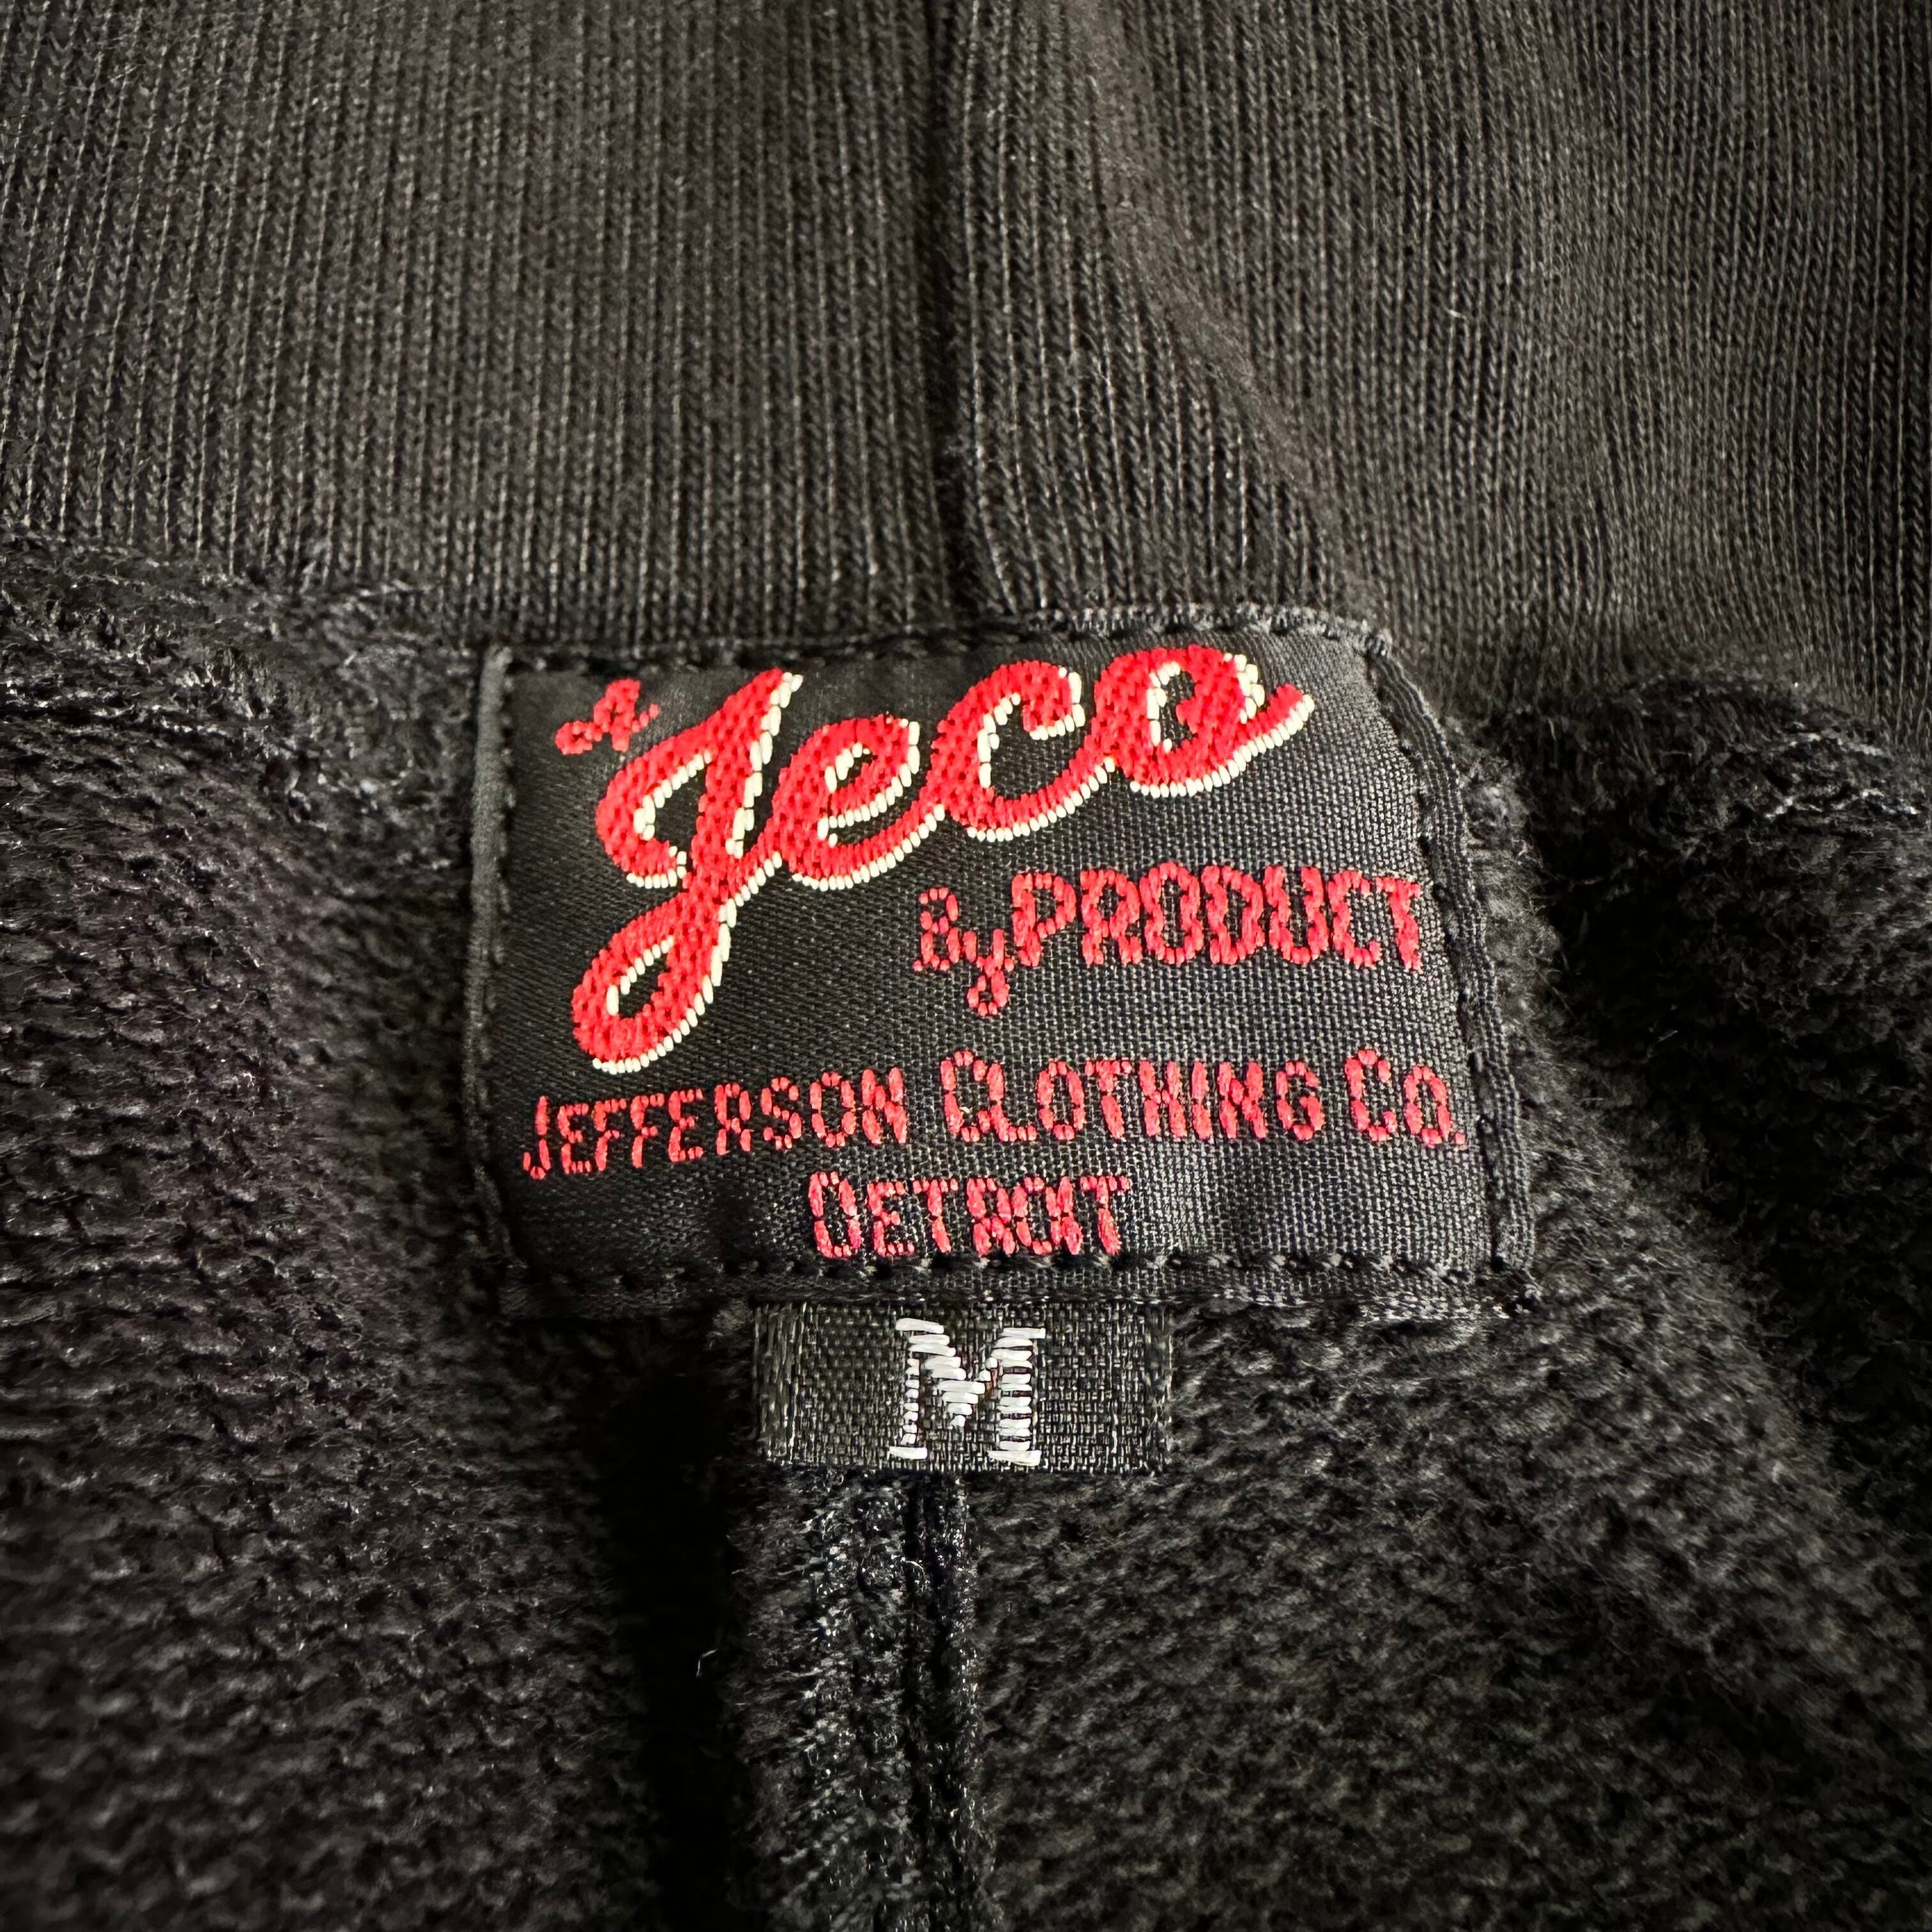 A Jeco
By PRODUCT
JEFFERSON CLOTHING CO.
DETROIT
M